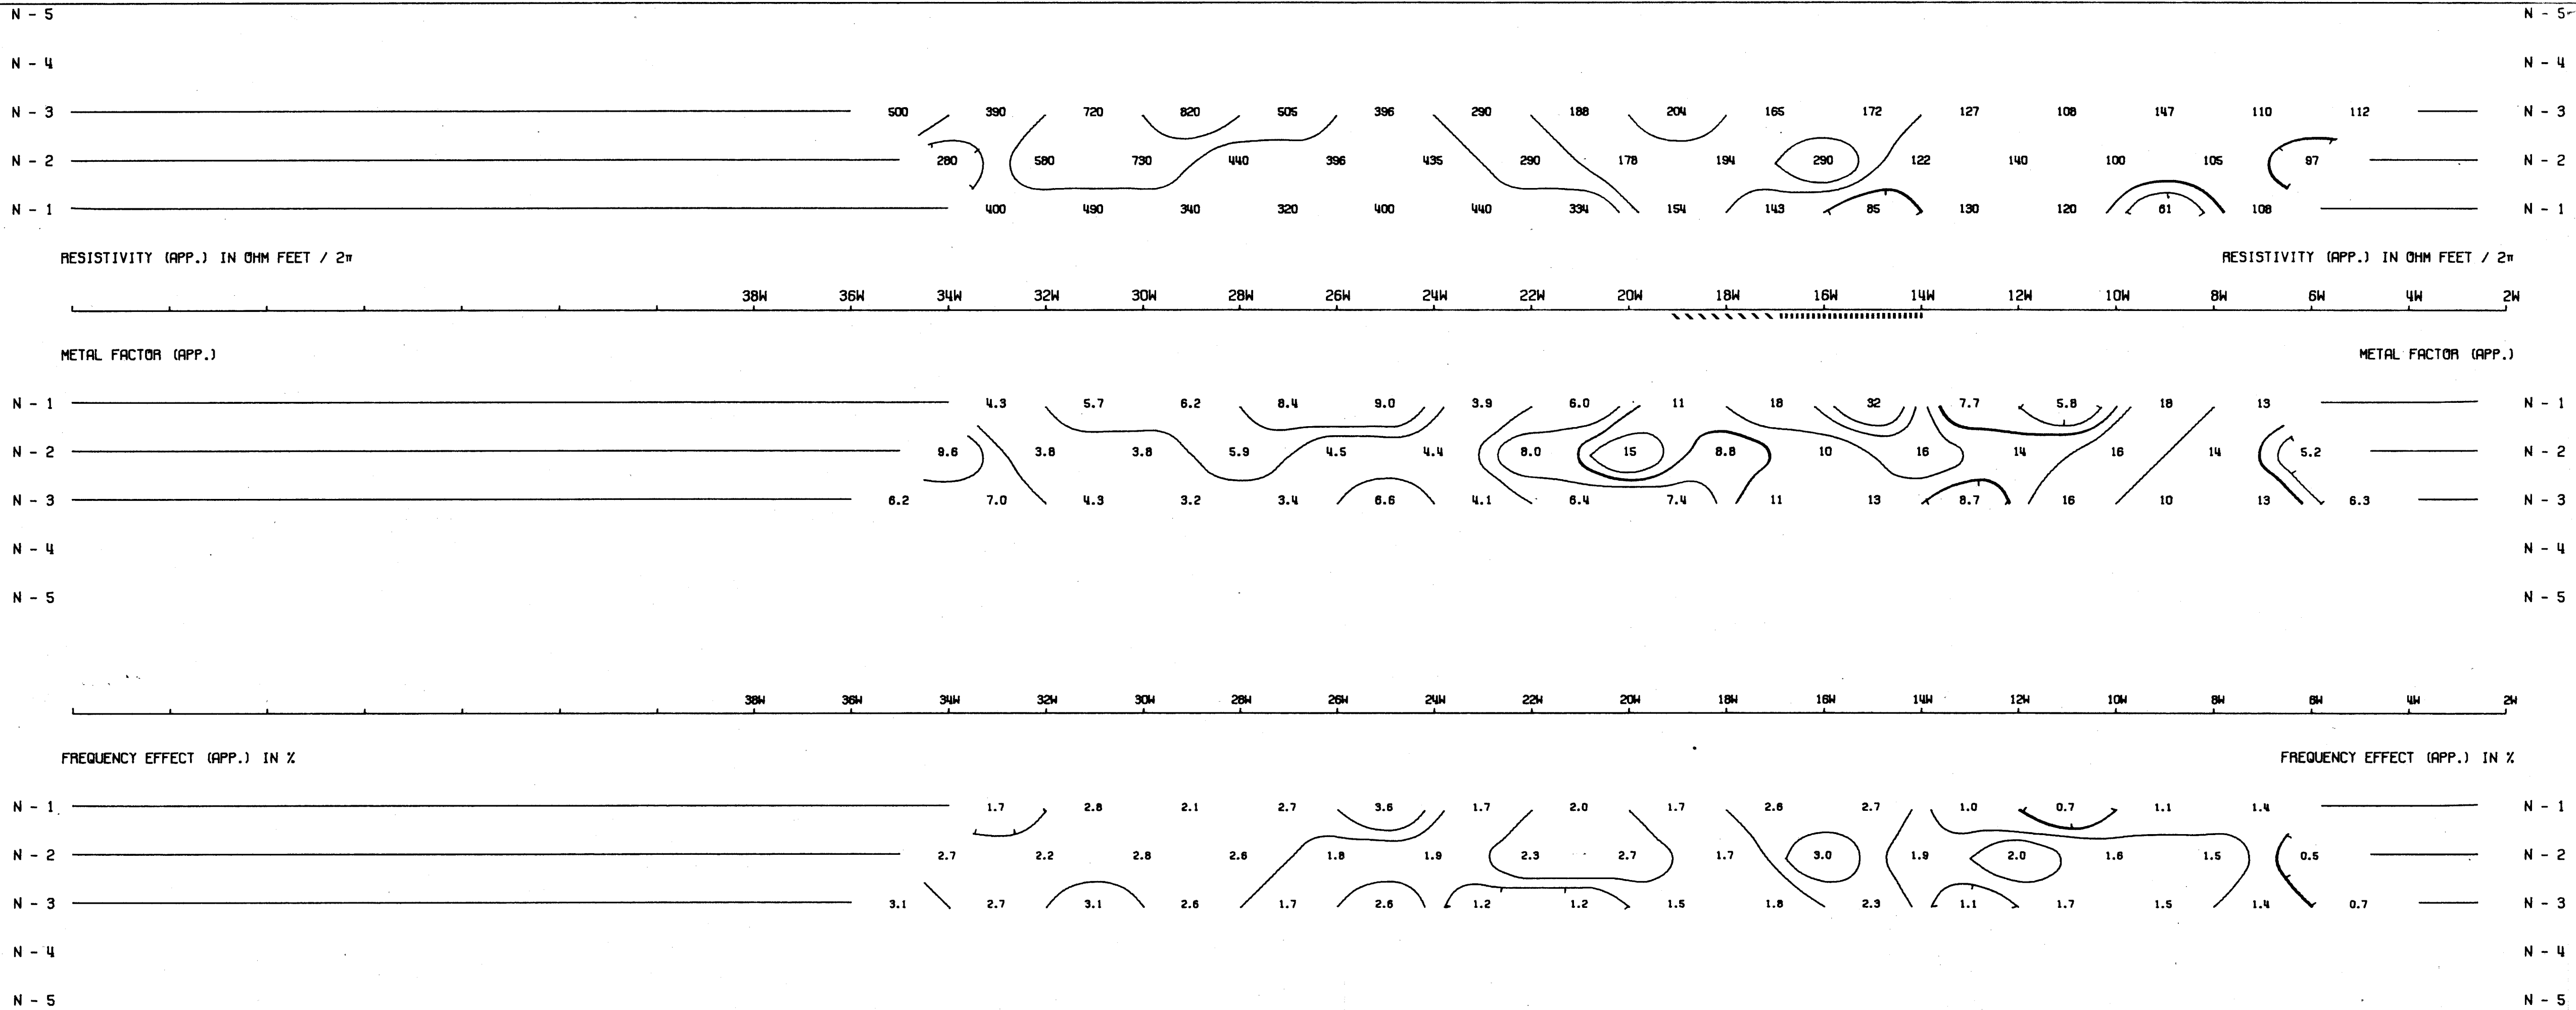 N - 5 N - 5
N - 4 N - 4
N - 3 500 390 720 820 505 396 290 188 204 165 172 127 108 147 110 112 N - 3
N - 2 280 580 730 440 396 435 290 178 194 290 122 140 100 105 97 N - 2
N - 1 400 490 340 320 400 440 334 154 143 85 130 120 61 108 N - 1
RESISTIVITY (APP.) IN OHM FEET / 2π RESISTIVITY (APP.) IN OHM FEET / 2π
38W 36W 34W 32W 30W 28W 26W 24W 22W 20W 18W 16W 14W 12W 10W 8W 6W 4W 2W
METAL FACTOR (APP.) METAL FACTOR (APP.)
N - 1 4.3 5.7 6.2 8.4 9.0 3.9 6.0 11 18 32 7.7 5.8 18 13 N - 1
N - 2 9.6 3.8 3.8 5.9 4.5 4.4 8.0 15 8.8 10 16 14 16 14 5.2 N - 2
N - 3 6.2 7.0 4.3 3.2 3.4 6.6 4.1 6.4 7.4 11 13 8.7 16 10 13 6.3 N - 3
N - 4 N - 4
N - 5 N - 5
38W 36W 34W 32W 30W 28W 26W 24W 22W 20W 18W 16W 14W 12W 10W 8W 6W 4W 2W
FREQUENCY EFFECT (APP.) IN % FREQUENCY EFFECT (APP.) IN %
N - 1 1.7 2.8 2.1 2.7 3.6 1.7 2.0 1.7 2.6 2.7 1.0 0.7 1.1 1.4 N - 1
N - 2 2.7 2.2 2.8 2.6 1.8 1.9 2.3 2.7 1.7 3.0 1.9 2.0 1.6 1.5 0.5 N - 2
N - 3 3.1 2.7 3.1 2.6 1.7 2.6 1.2 1.2 1.5 1.8 2.3 1.1 1.7 1.5 1.4 0.7 N - 3
N - 4 N - 4
N - 5 N - 5